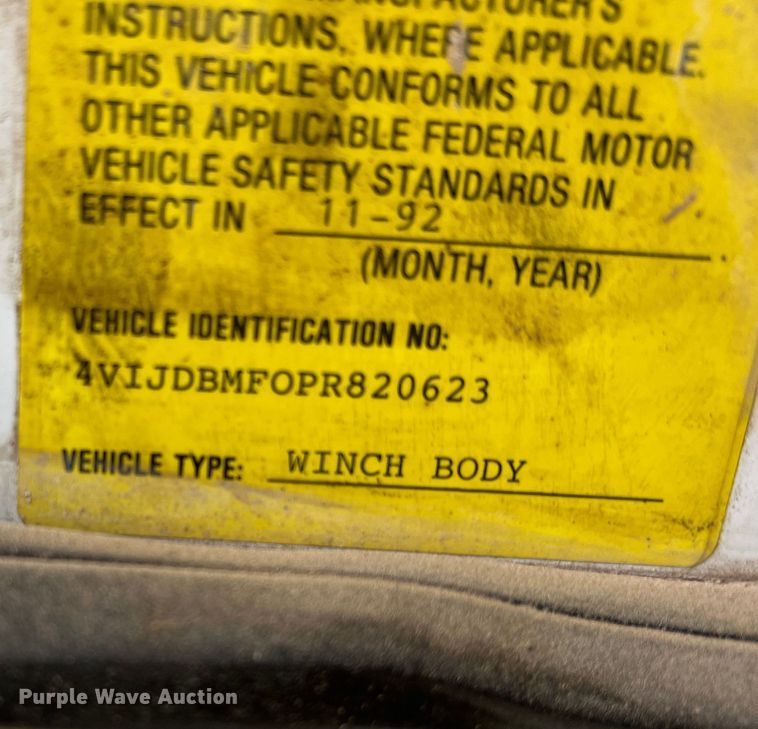 MANUFACTURER'S
INSTRUCTIONS, WHERE APPLICABLE.
THIS VEHICLE CONFORMS TO ALL
OTHER APPLICABLE FEDERAL MOTOR
VEHICLE SAFETY STANDARDS IN
EFFECT IN 11-92.
(MONTH, YEAR)
VEHICLE IDENTIFICATION NO:
4VIJDBMFOPR820623
VEHICLE TYPE: WINCH BODY
Purple Wave Auction